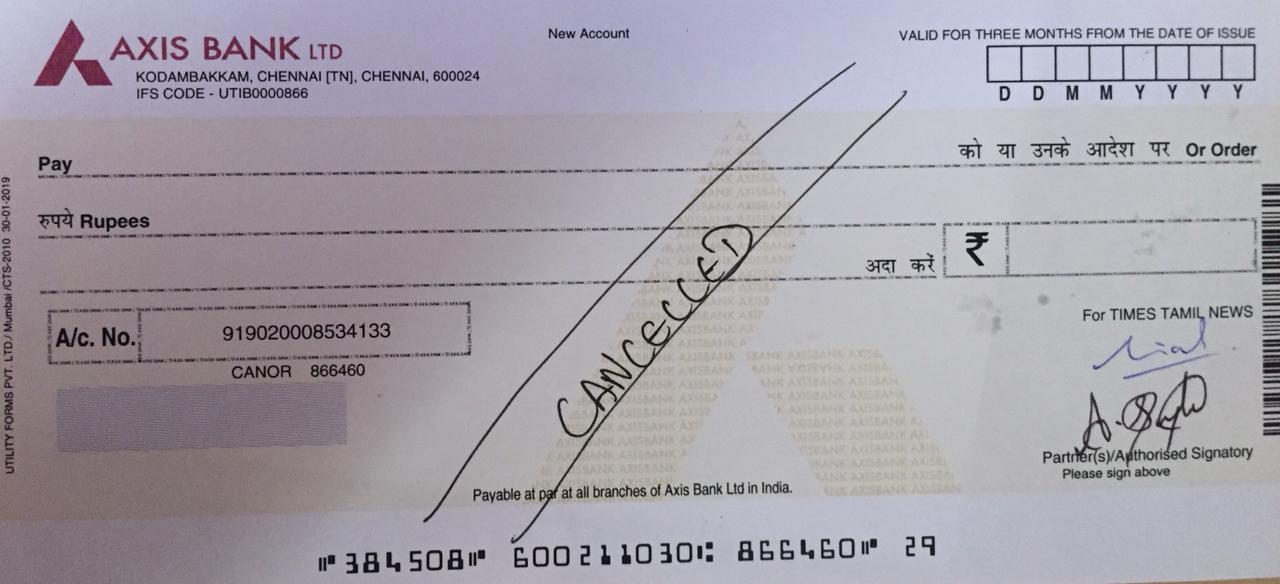 AXIS BANK LTD
KODAMBAKKAM, CHENNAI [TN], CHENNAI, 600024
IFS CODE - UTIB0000866
New Account
VALID FOR THREE MONTHS FROM THE DATE OF ISSUE
D D M M Y Y Y Y
Pay
को या उनके आदेश पर Or Order
रुपये Rupees
अदा करें ₹
A/c. No. 919020008534133
CANOR 866460
CANCELLED
For TIMES TAMIL NEWS
Partner(s)/Authorised Signatory
Please sign above
Payable at par at all branches of Axis Bank Ltd in India.
⑈384508⑈ 600211030⑆ 866460⑈ 29
UTILITY FORMS PVT. LTD./ Mumbai /CTS-2010 30-01-2019